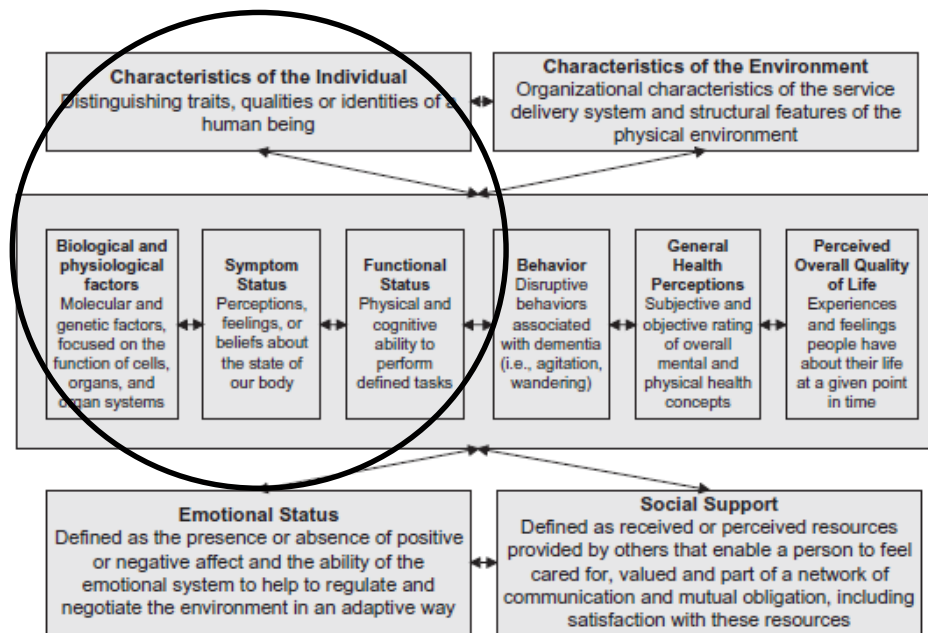 Characteristics of the Individual
Distinguishing traits, qualities or identities of a
human being
Characteristics of the Environment
Organizational characteristics of the service
delivery system and structural features of the
physical environment
Biological and
physiological
factors
Molecular and
genetic factors,
focused on the
function of cells,
organs, and
organ systems
Symptom
Status
Perceptions,
feelings, or
beliefs about
the state of
our body
Functional
Status
Physical and
cognitive
ability to
perform
defined tasks
Behavior
Disruptive
behaviors
associated
with dementia
(i.e., agitation,
wandering)
General
Health
Perceptions
Subjective and
objective rating
of overall
mental and
physical health
concepts
Perceived
Overall Quality
of Life
Experiences
and feelings
people have
about their life
at a given point
in time
Emotional Status
Defined as the presence or absence of positive
or negative affect and the ability of the
emotional system to help to regulate and
negotiate the environment in an adaptive way
Social Support
Defined as received or perceived resources
provided by others that enable a person to feel
cared for, valued and part of a network of
communication and mutual obligation, including
satisfaction with these resources